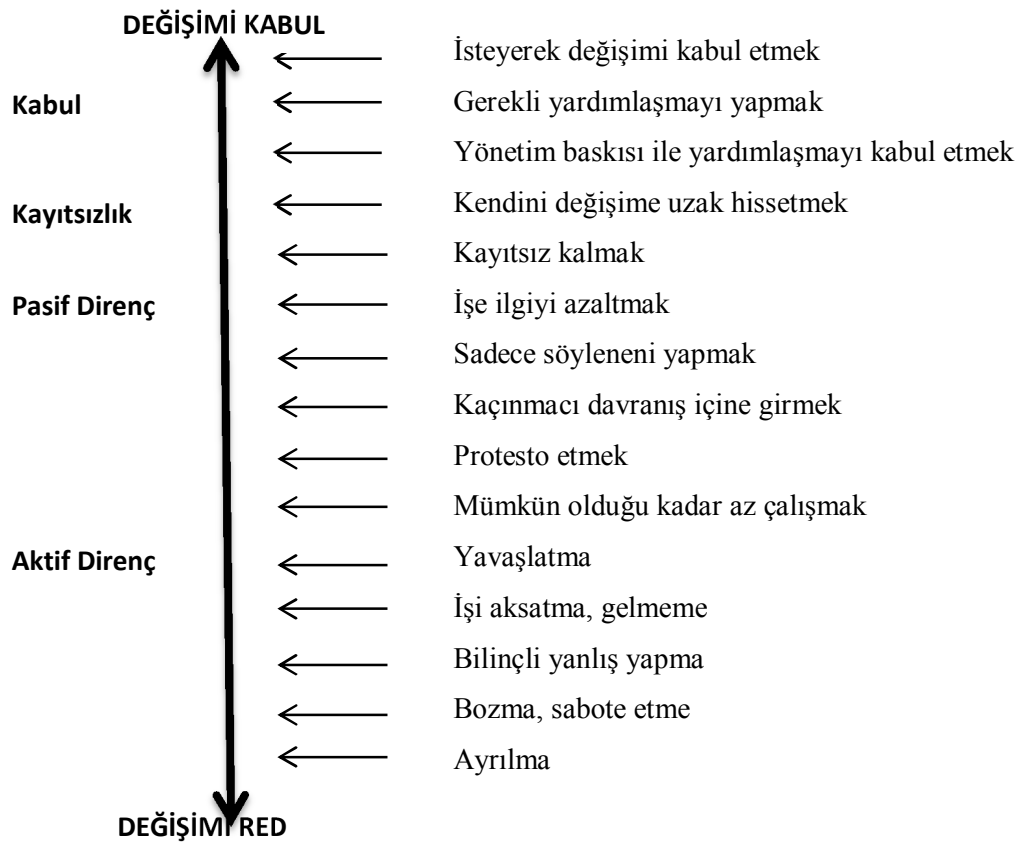 DEĞİŞİMİ KABUL
İsteyerek değişimi kabul etmek
Kabul
Gerekli yardımlaşmayı yapmak
Yönetim baskısı ile yardımlaşmayı kabul etmek
Kayıtsızlık
Kendini değişime uzak hissetmek
Kayıtsız kalmak
Pasif Direnç
İşe ilgiyi azaltmak
Sadece söyleneni yapmak
Kaçınmacı davranış içine girmek
Protesto etmek
Mümkün olduğu kadar az çalışmak
Aktif Direnç
Yavaşlatma
İşi aksatma, gelmeme
Bilinçli yanlış yapma
Bozma, sabote etme
Ayrılma
DEĞİŞİMİ RED